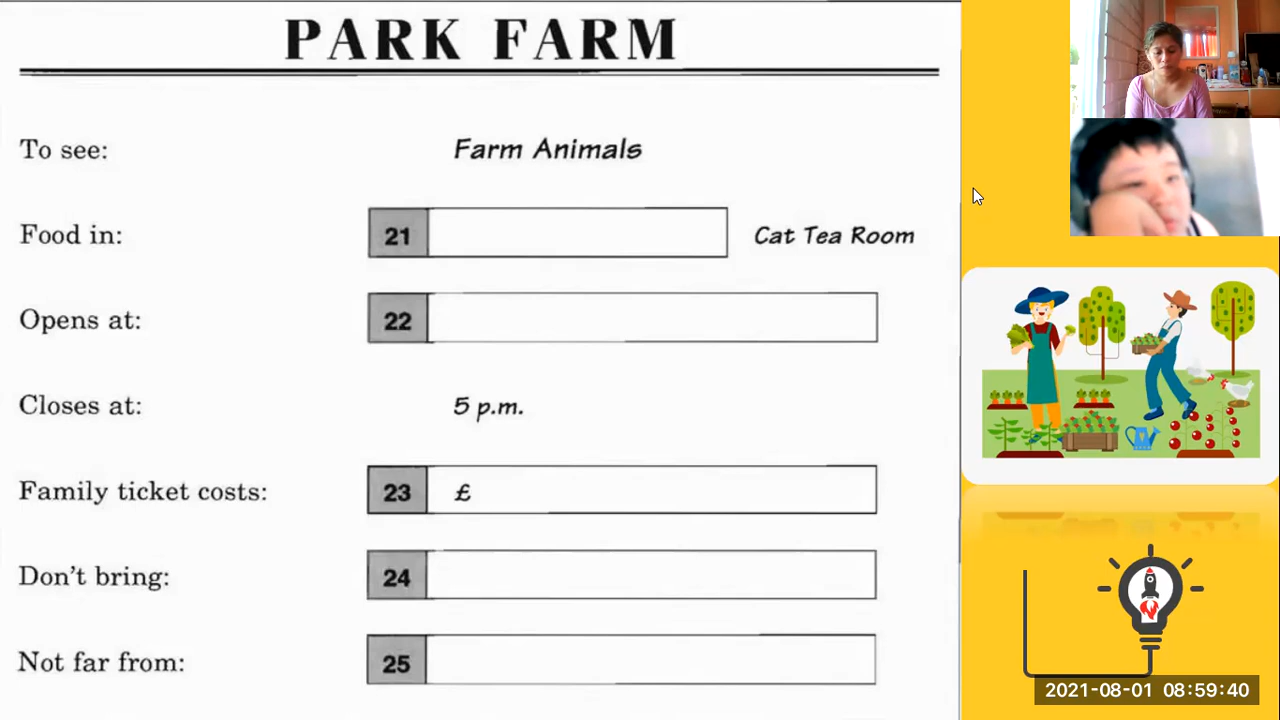 PARK FARM
To see: Farm Animals
Food in: 21 Cat Tea Room
Opens at: 22
Closes at: 5 p.m.
Family ticket costs: 23 £
Don't bring: 24
Not far from: 25
2021-08-01 08:59:40